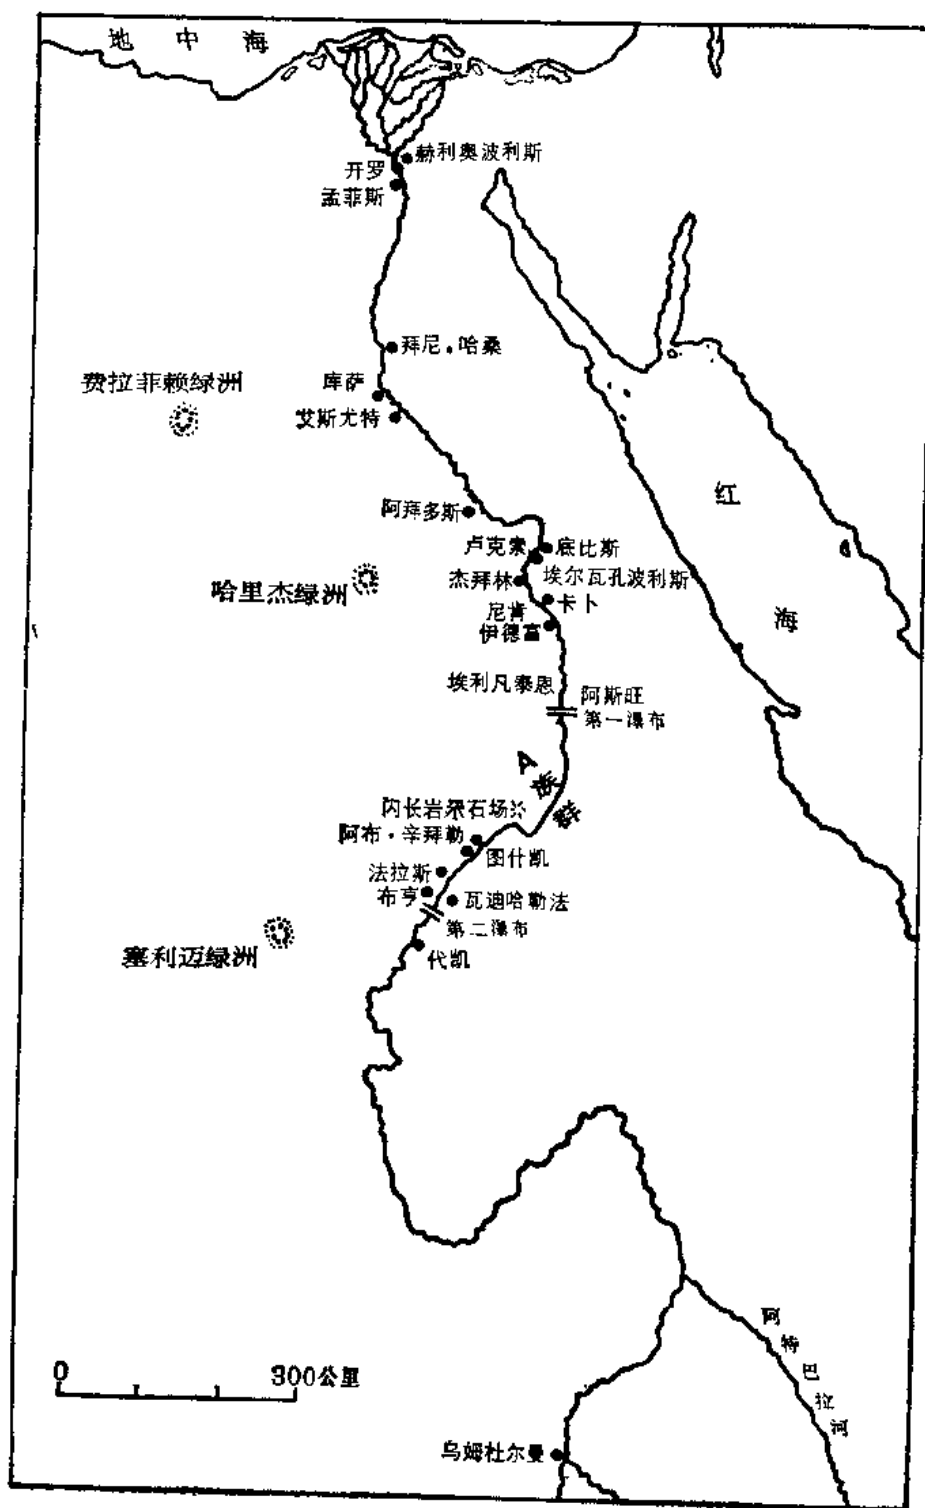 地中海
赫利奥波利斯
开罗
孟菲斯
拜尼·哈桑
费拉菲赖绿洲
库萨
艾斯尤特
红海
阿拜多斯
卢克索
底比斯
哈里杰绿洲
杰拜林
埃尔瓦孔波利斯
卡卜
尼肯
伊德富
埃利凡泰恩
阿斯旺
第一瀑布
A族群
闪长岩采石场
阿布·辛拜勒
图什凯
法拉斯
布亨
瓦迪哈勒法
第二瀑布
塞利迈绿洲
代凯
阿特巴拉河
0
300公里
乌姆杜尔曼